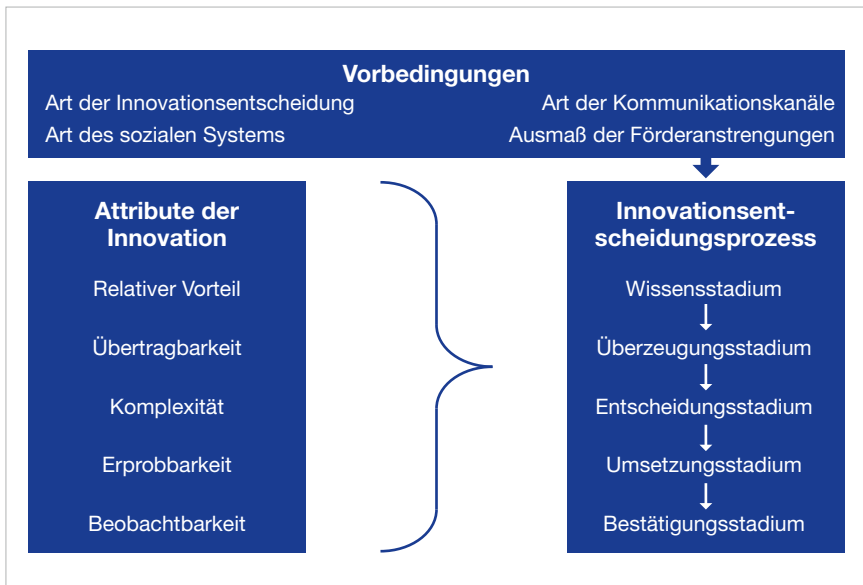 Vorbedingungen
Art der Innovationsentscheidung
Art der Kommunikationskanäle
Art des sozialen Systems
Ausmaß der Förderanstrengungen
Attribute der
Innovation
Relativer Vorteil
Übertragbarkeit
Komplexität
Erprobbarkeit
Beobachtbarkeit
Innovationsent-
scheidungsprozess
Wissensstadium
Überzeugungsstadium
Entscheidungsstadium
Umsetzungsstadium
Bestätigungsstadium